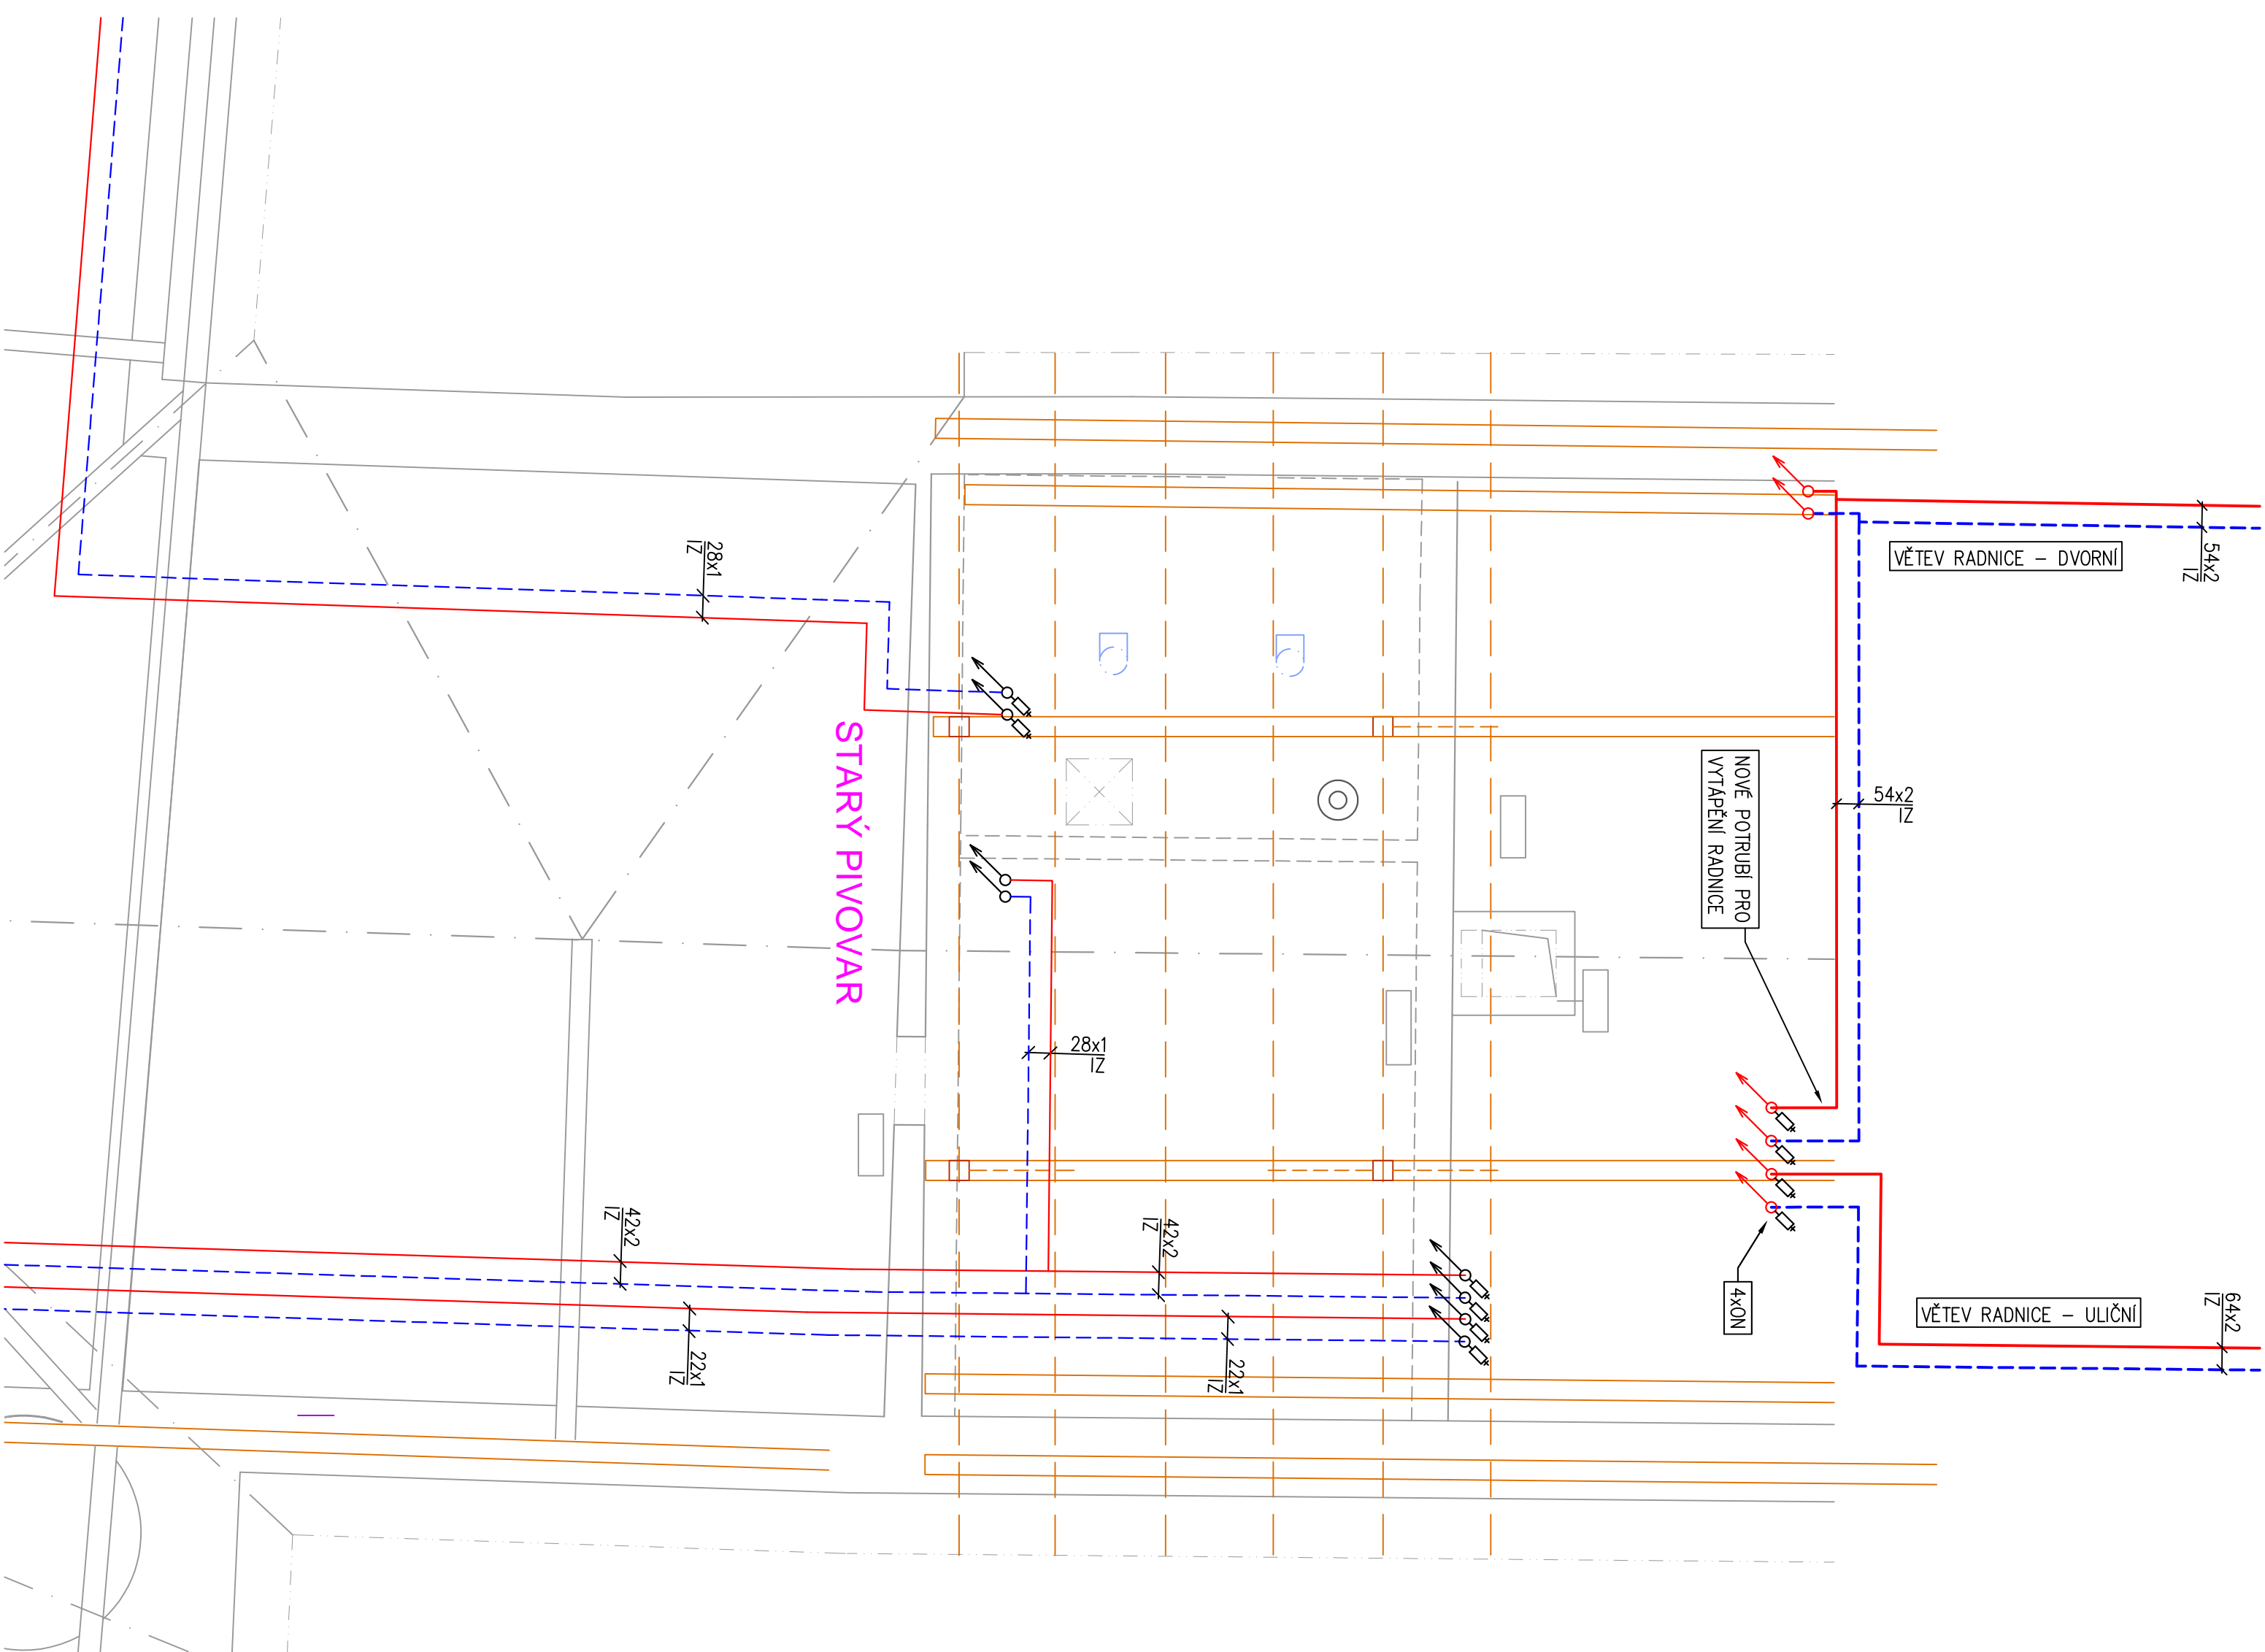 54x2
IZ
VĚTEV RADNICE – DVORNÍ
28x1
IZ
STARÝ PIVOVAR
NOVÉ POTRUBÍ PRO
VYTÁPĚNÍ RADNICE
54x2
IZ
28x1
IZ
42x2
IZ
42x2
IZ
4xON
VĚTEV RADNICE – ULIČNÍ
64x2
IZ
22x1
IZ
22x1
IZ